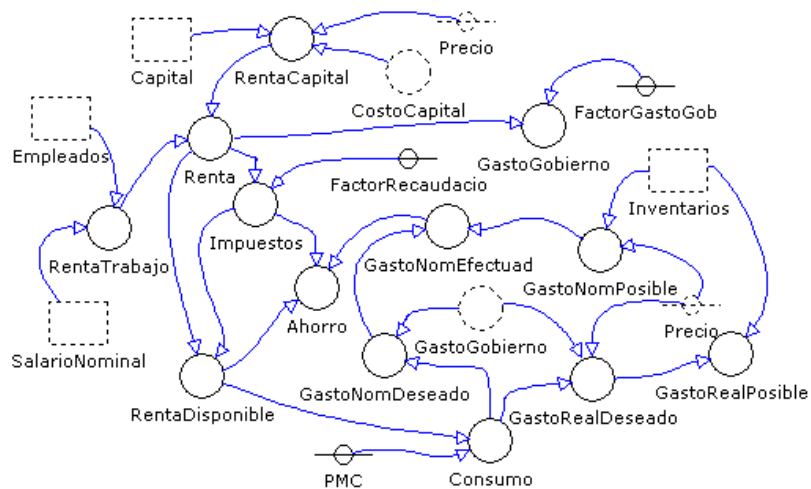 Capital
RentaCapital
Precio
CostoCapital
FactorGastoGob
Empleados
Renta
GastoGobierno
FactorRecaudacio
Inventarios
RentaTrabajo
Impuestos
GastoNomEfectuad
GastoNomPosible
Ahorro
SalarioNominal
GastoGobierno
Precio
RentaDisponible
GastoNomDeseado
GastoRealDeseado
GastoRealPosible
PMC
Consumo